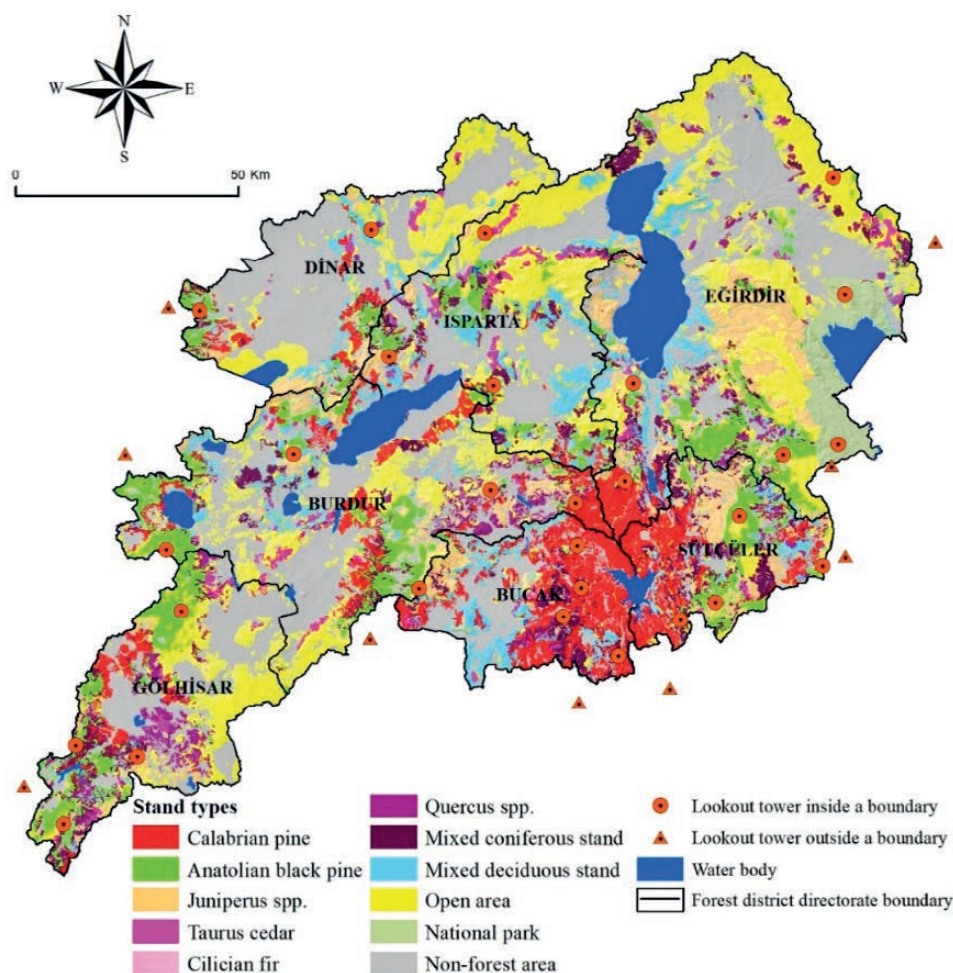 N
W E
S
0 50 Km
DİNAR
ISPARTA
EĞİRDİR
BURDUR
SÜTÇÜLER
BUCAK
GÖLHİSAR
Stand types
Calabrian pine
Anatolian black pine
Juniperus spp.
Taurus cedar
Cilician fir
Quercus spp.
Mixed coniferous stand
Mixed deciduous stand
Open area
National park
Non-forest area
Lookout tower inside a boundary
Lookout tower outside a boundary
Water body
Forest district directorate boundary